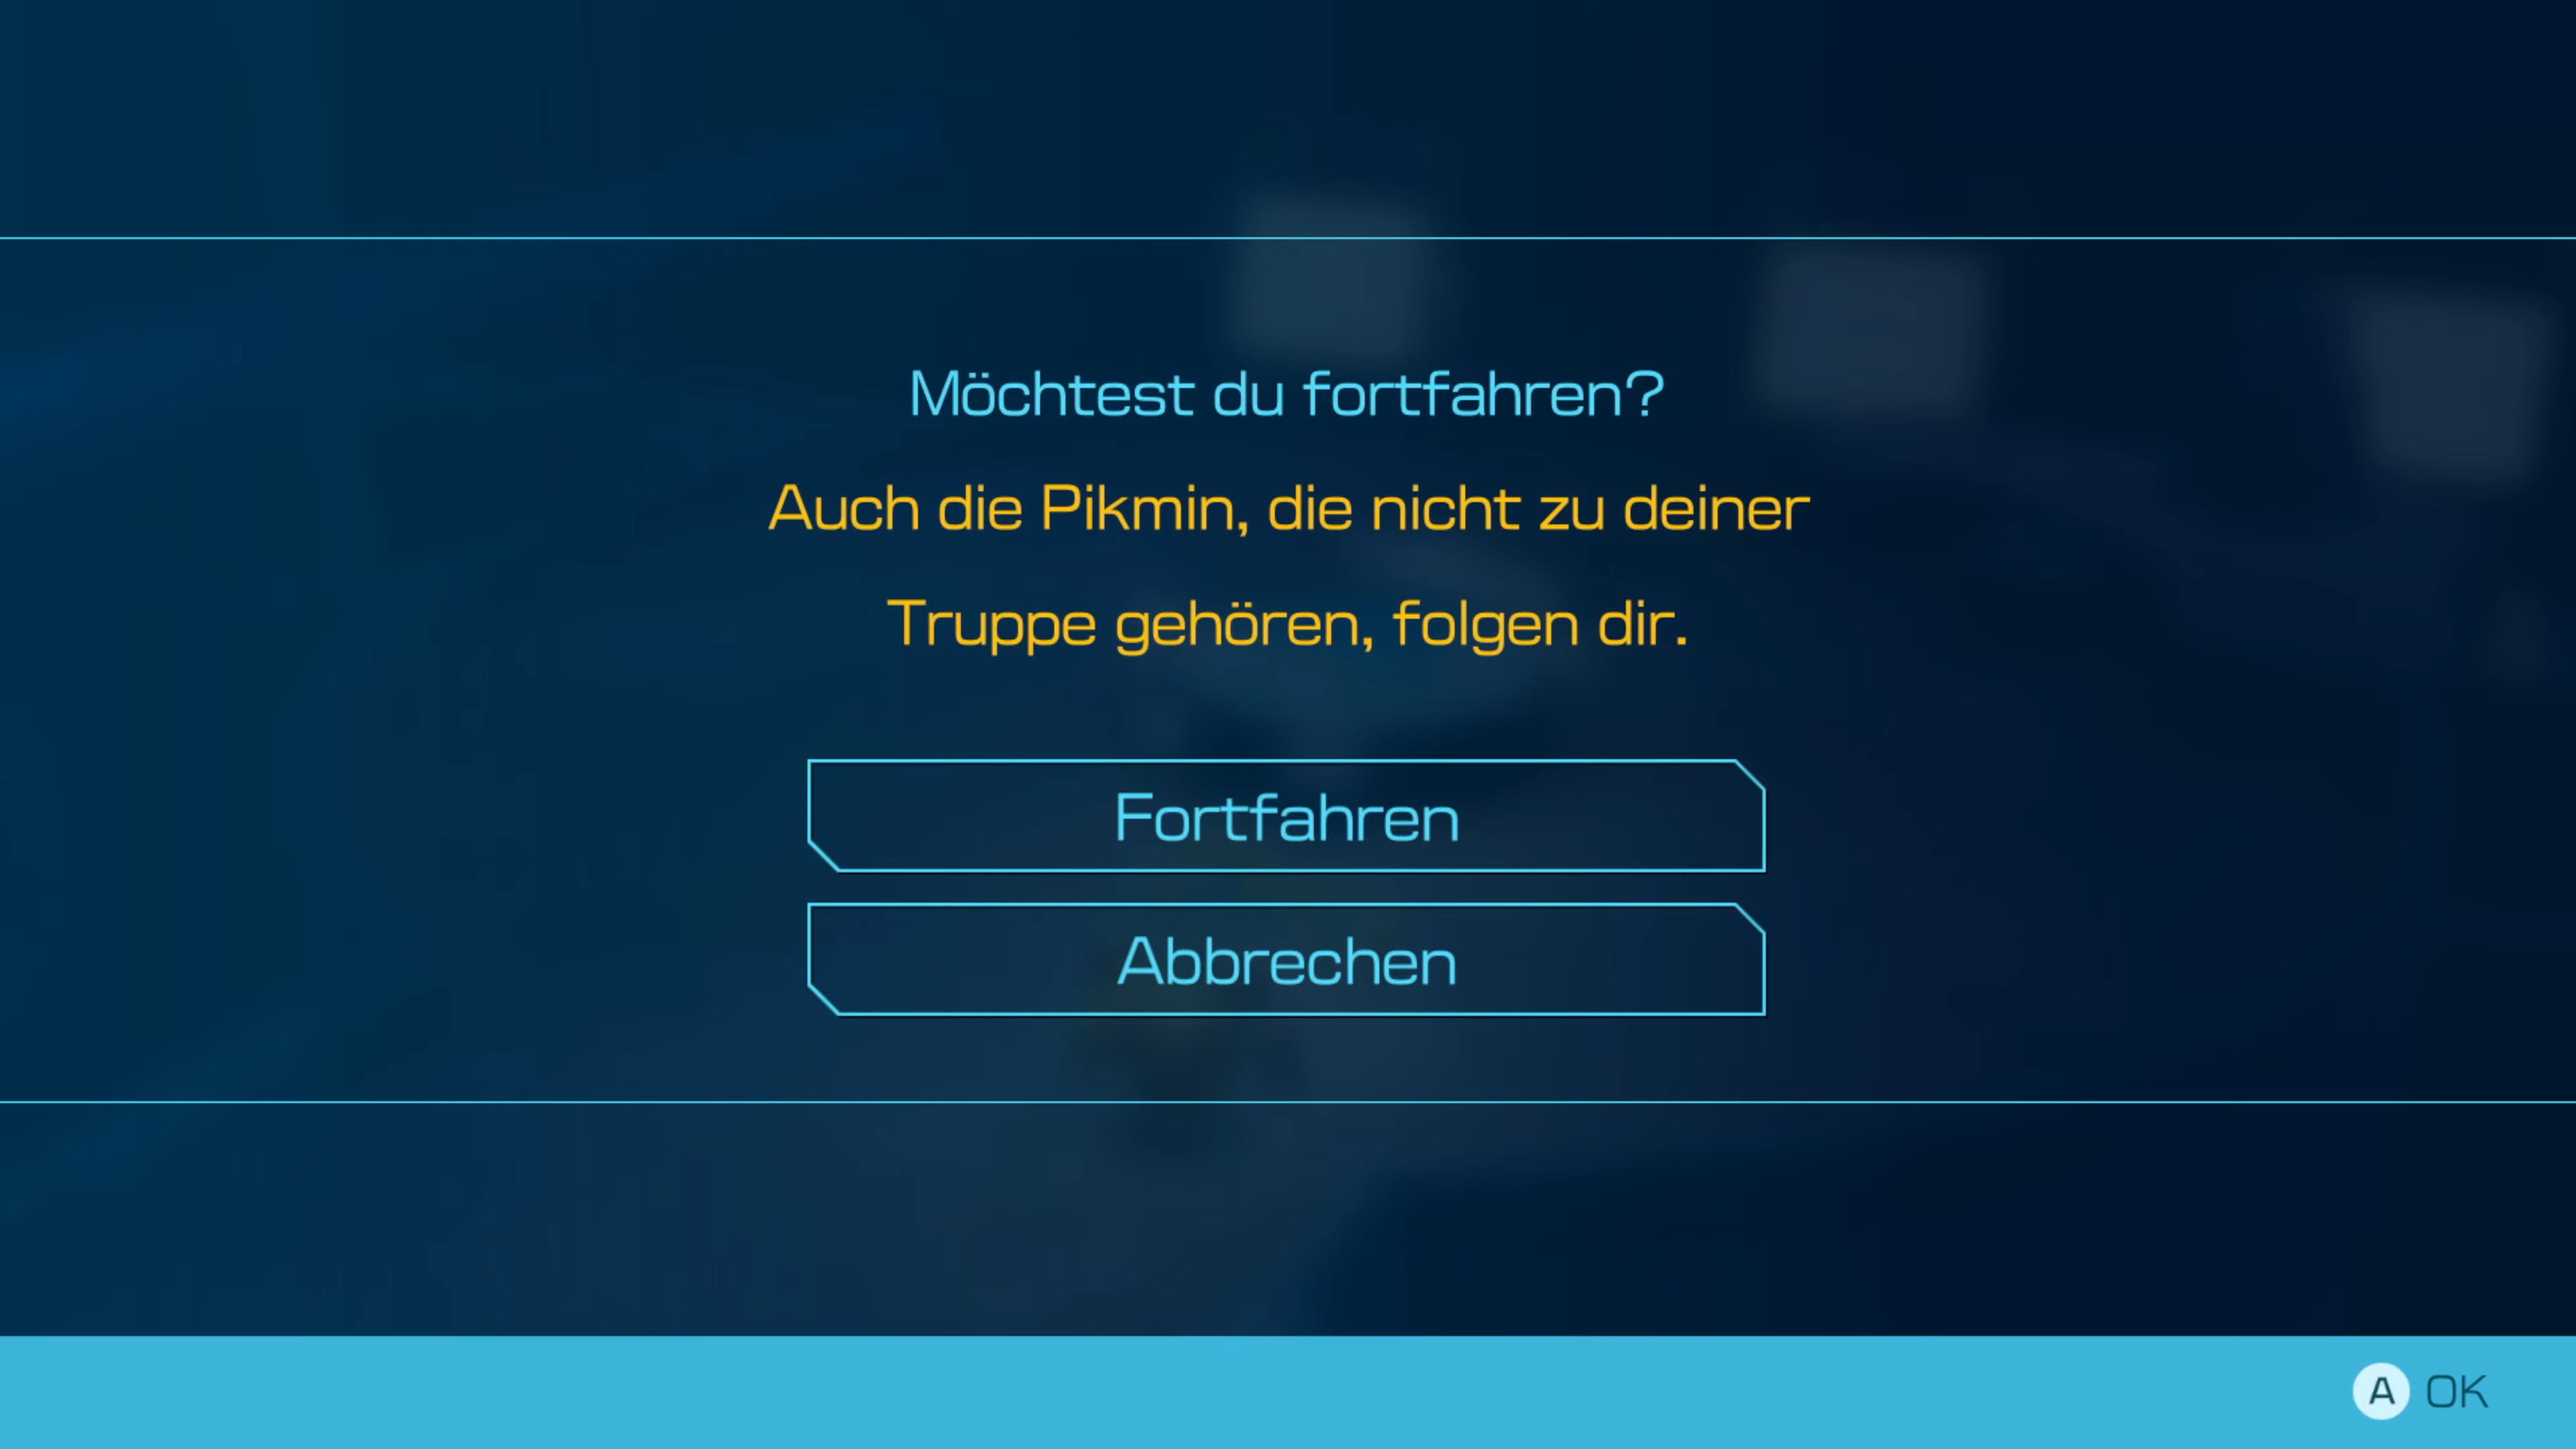 Möchtest du fortfahren?
Auch die Pikmin, die nicht zu deiner
Truppe gehören, folgen dir.
Fortfahren
Abbrechen
A OK